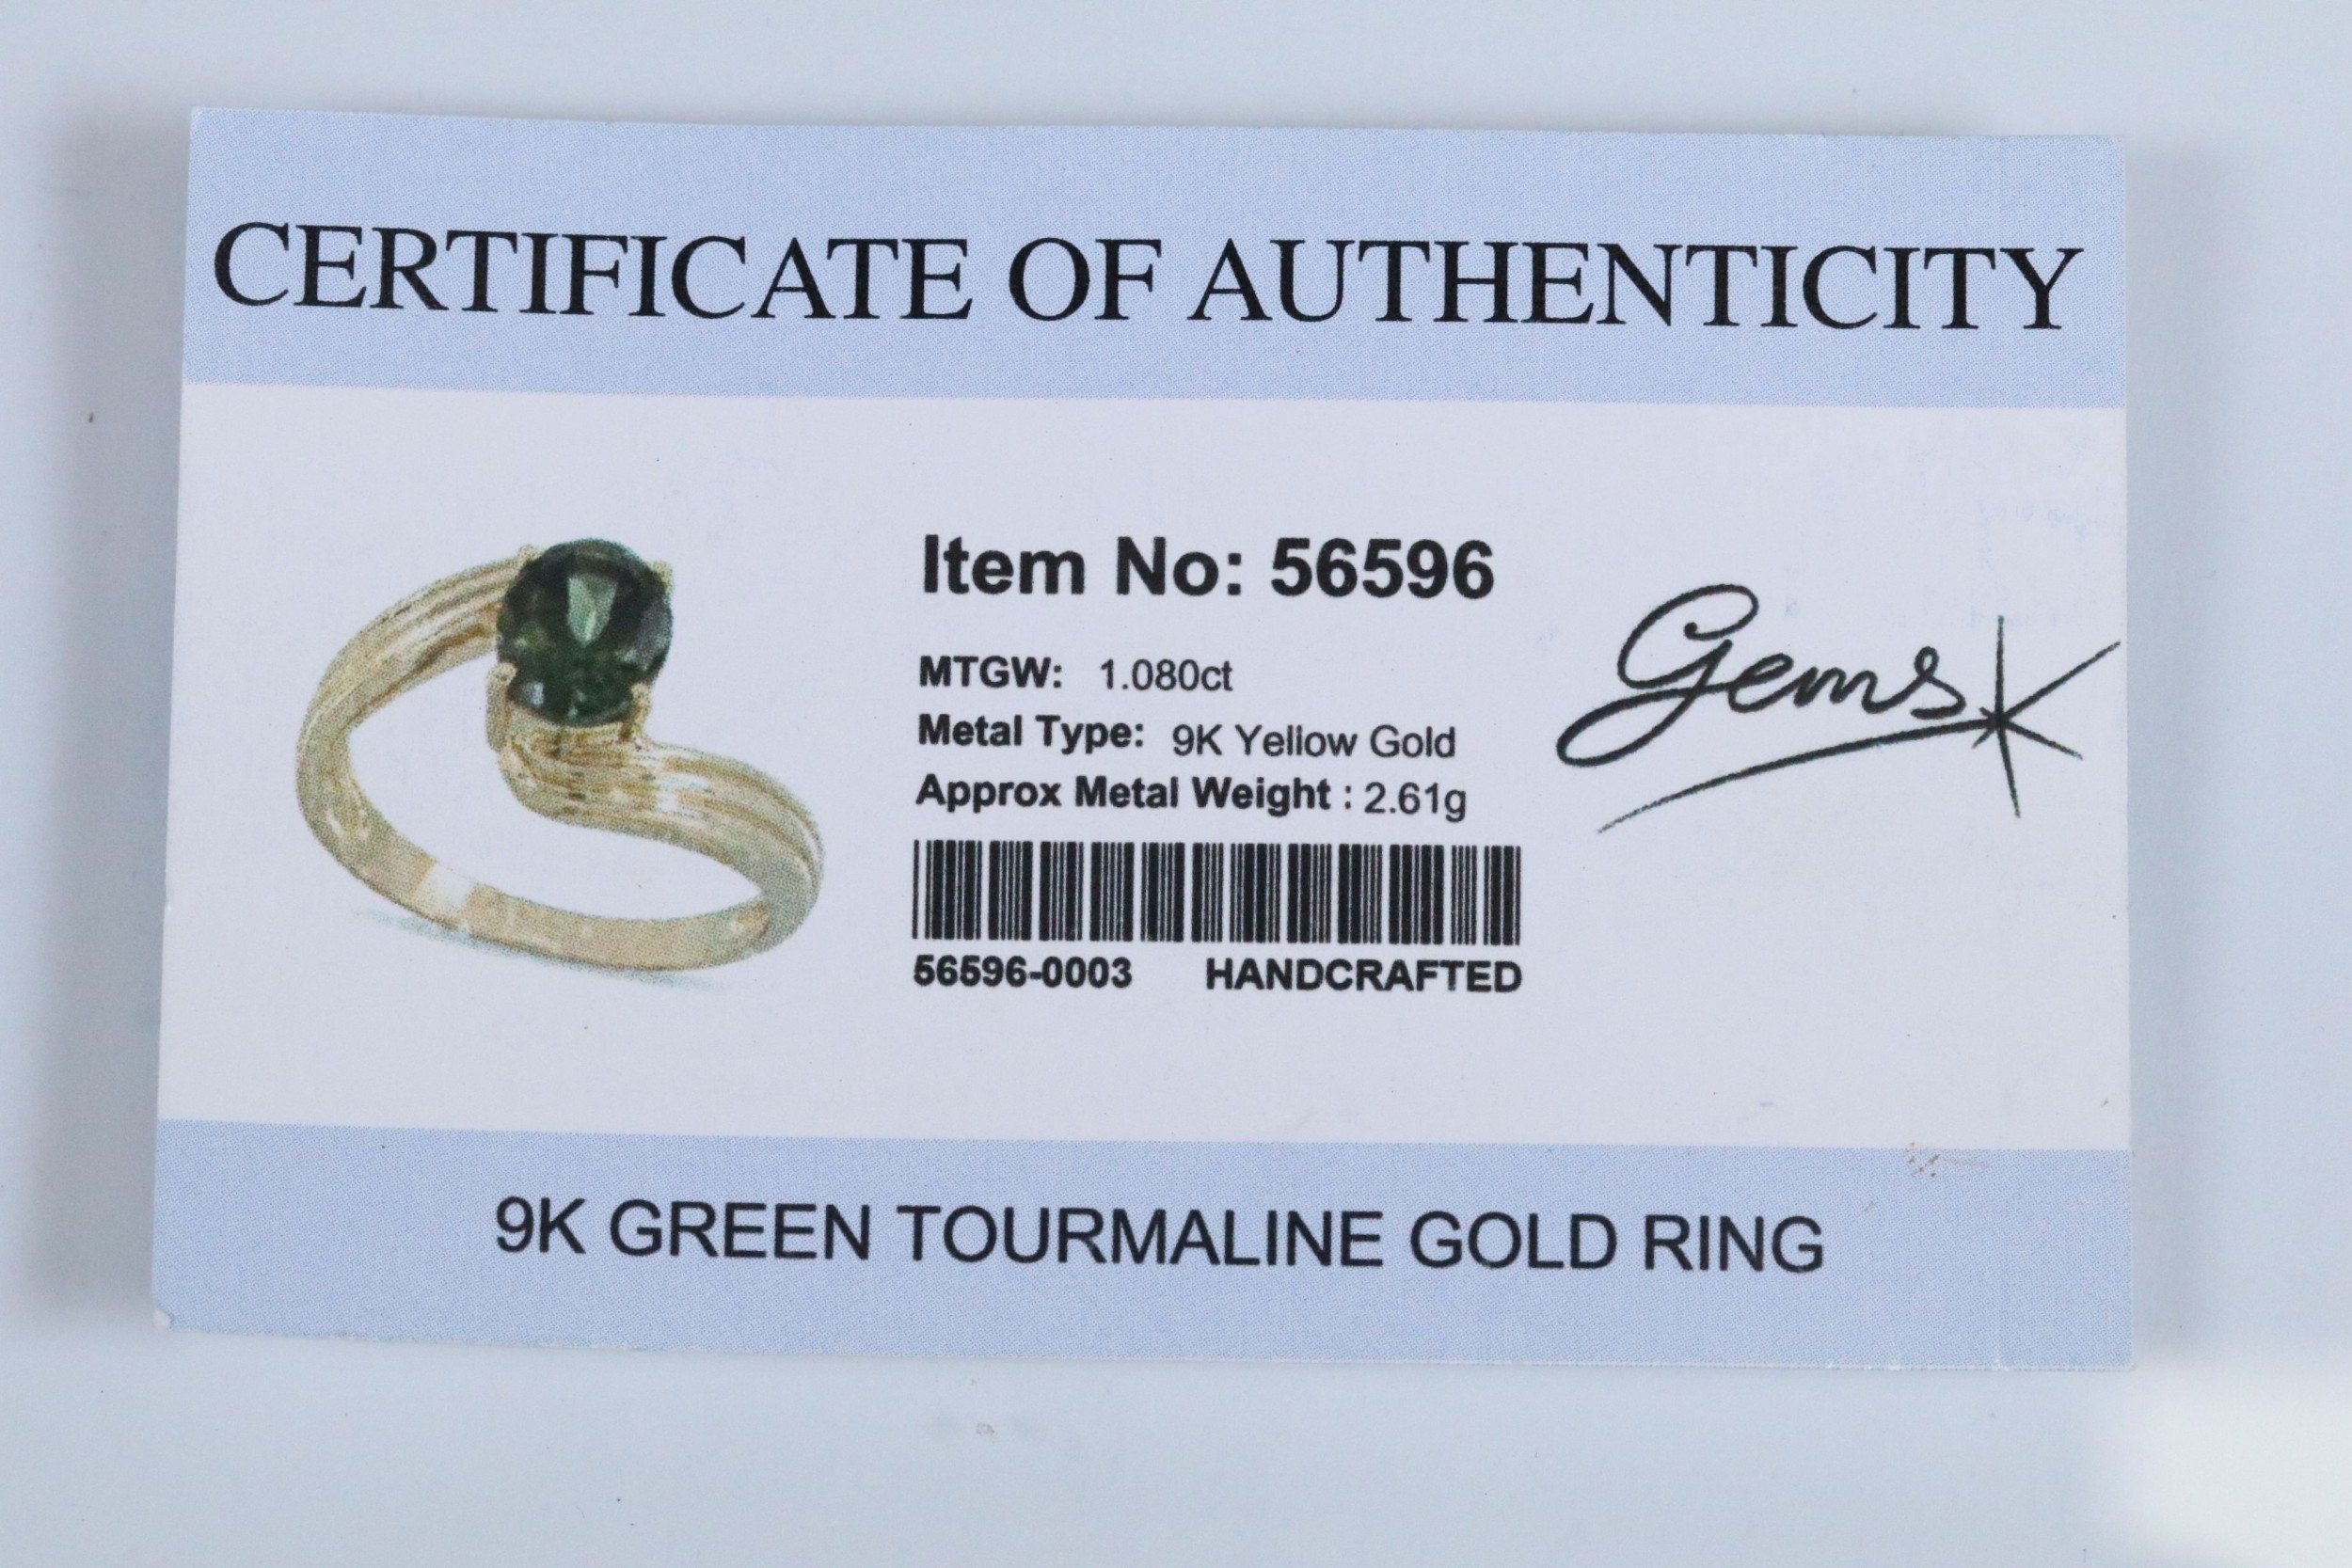 CERTIFICATE OF AUTHENTICITY
Item No: 56596
MTGW: 1.080ct
Metal Type: 9K Yellow Gold
Approx Metal Weight : 2.61g
Gems
56596-0003 HANDCRAFTED
9K GREEN TOURMALINE GOLD RING